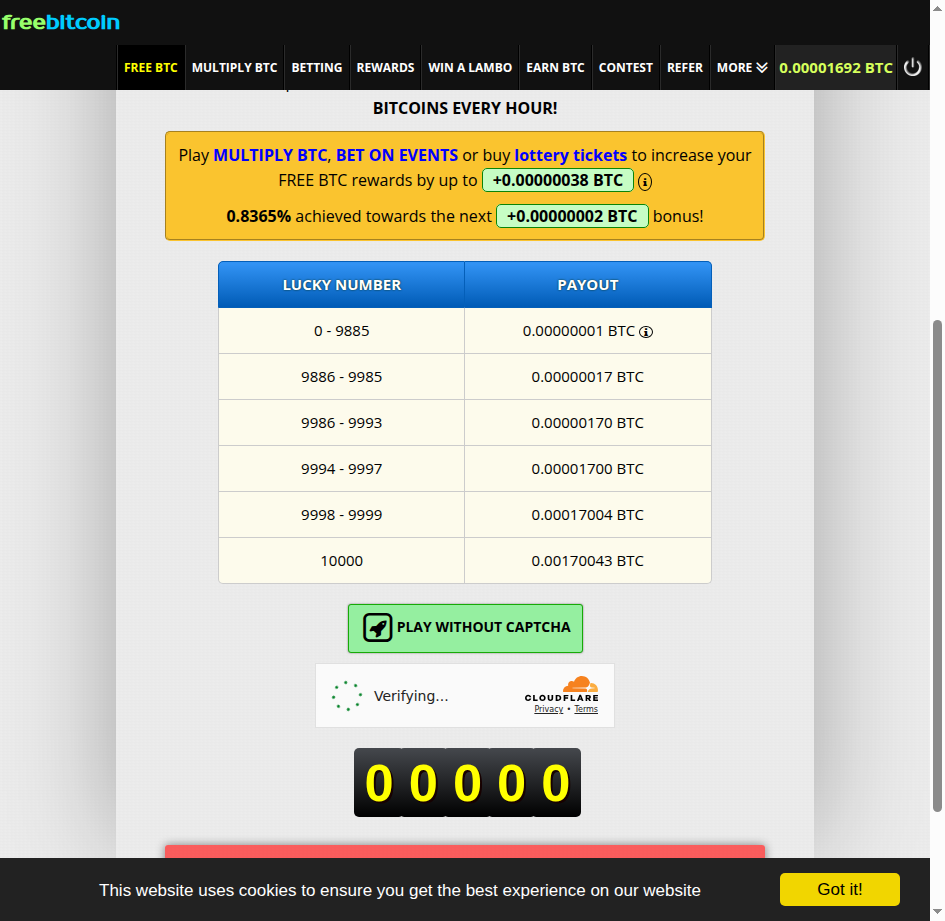 freebitcoin
FREE BTC MULTIPLY BTC BETTING REWARDS WIN A LAMBO EARN BTC CONTEST REFER MORE 0.00001692 BTC
BITCOINS EVERY HOUR!
Play MULTIPLY BTC, BET ON EVENTS or buy lottery tickets to increase your
FREE BTC rewards by up to +0.00000038 BTC
0.8365% achieved towards the next +0.00000002 BTC bonus!
LUCKY NUMBER PAYOUT
0 - 9885 0.00000001 BTC
9886 - 9985 0.00000017 BTC
9986 - 9993 0.00000170 BTC
9994 - 9997 0.00001700 BTC
9998 - 9999 0.00017004 BTC
10000 0.00170043 BTC
PLAY WITHOUT CAPTCHA
Verifying...
CLOUDFLARE
Privacy • Terms
0 0 0 0 0
This website uses cookies to ensure you get the best experience on our website
Got it!